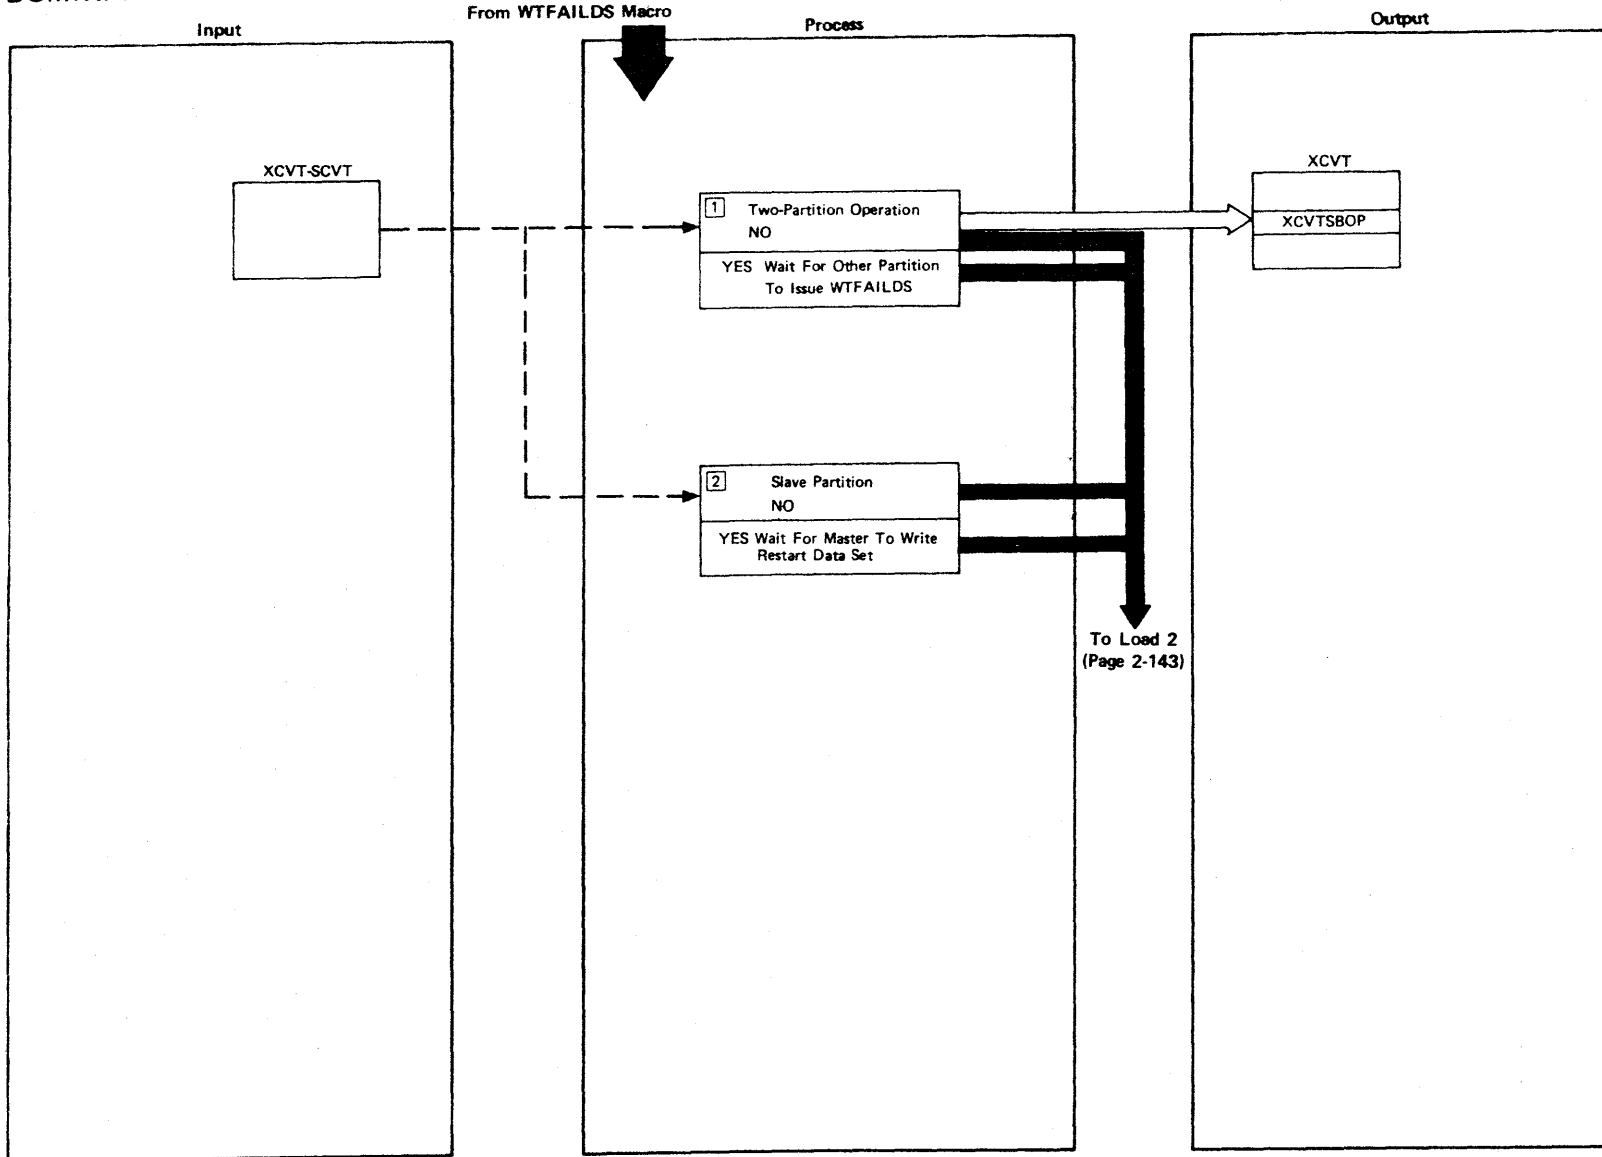 From WTFAILDS Macro
Input
Process
Output
XCVT-SCVT
1 Two-Partition Operation
NO
YES Wait For Other Partition
To Issue WTFAILDS
XCVT
XCVTSBOP
2 Slave Partition
NO
YES Wait For Master To Write
Restart Data Set
To Load 2
(Page 2-143)